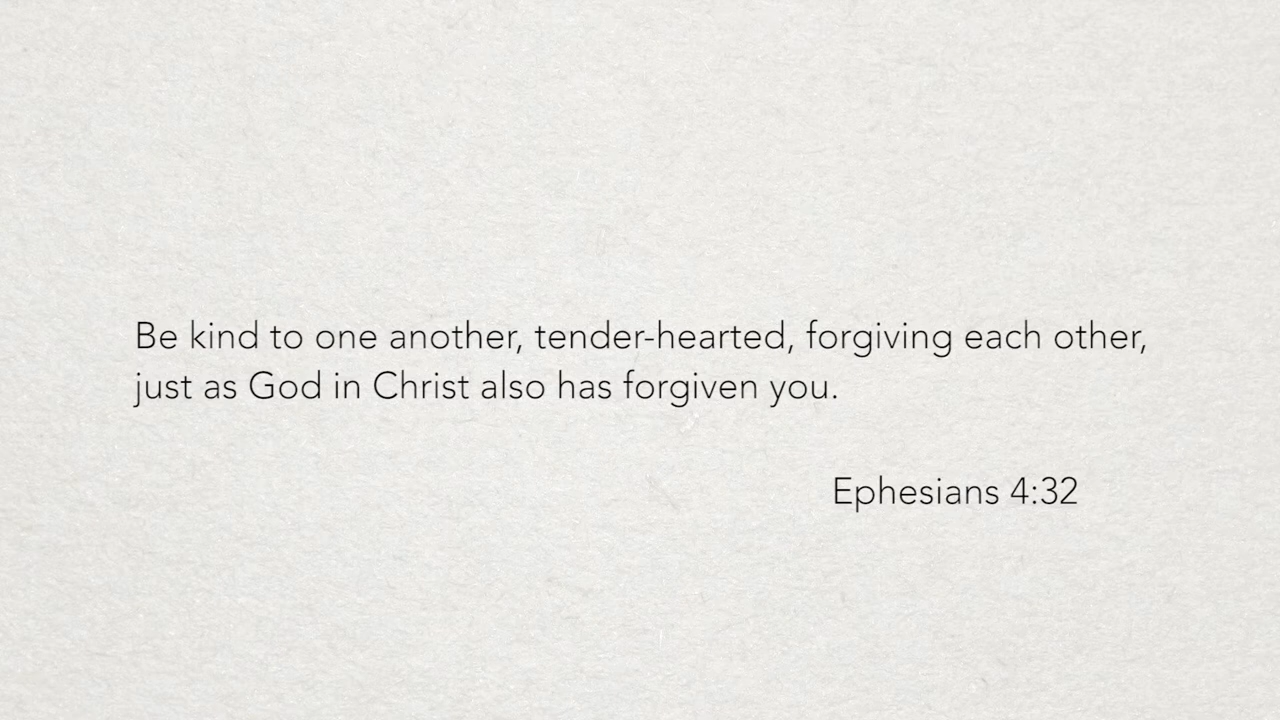 Be kind to one another, tender-hearted, forgiving each other,
just as God in Christ also has forgiven you.
Ephesians 4:32